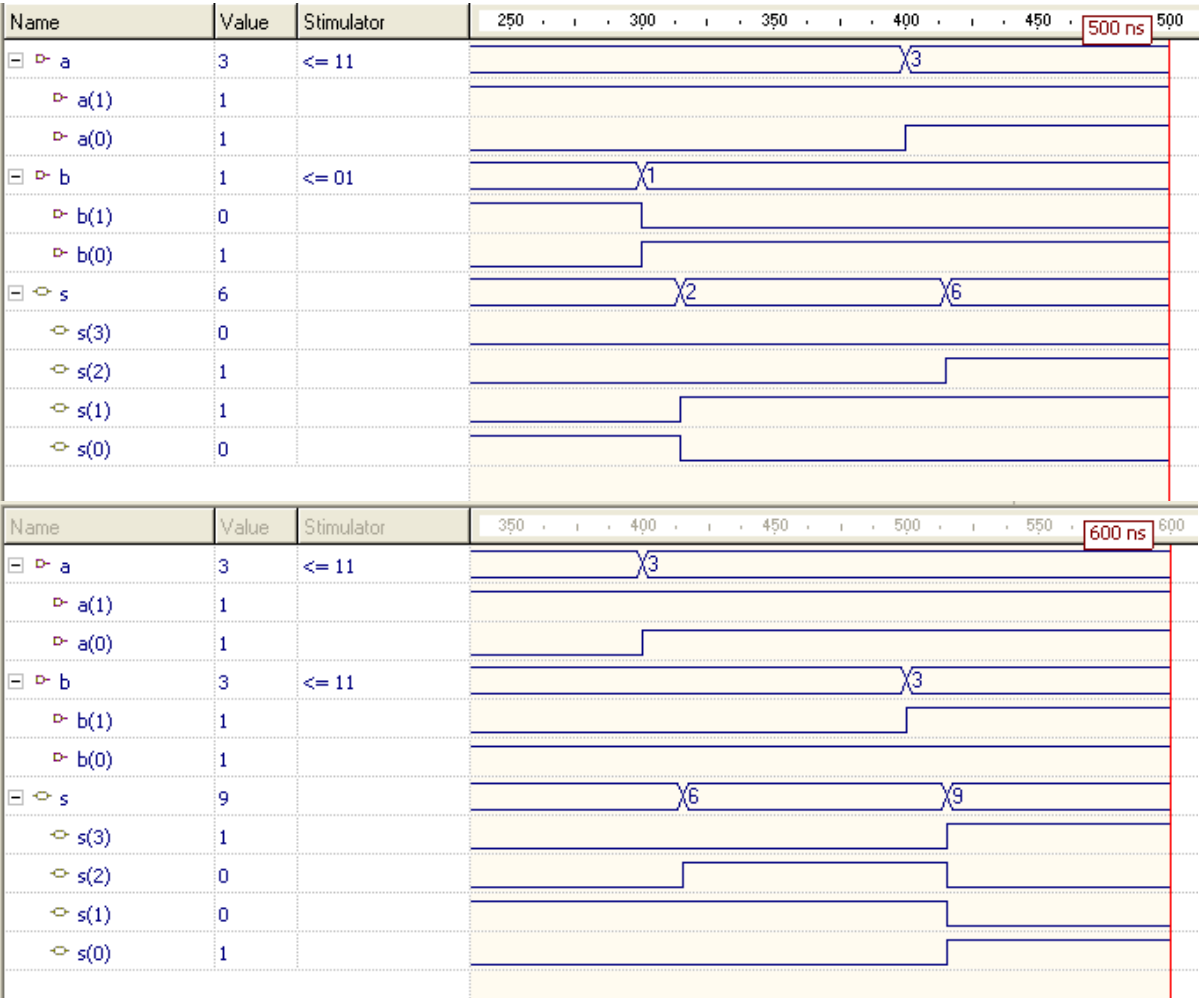 Name Value Stimulator 250 300 350 400 450 500 ns 500
a 3 <= 11 3
a(1) 1
a(0) 1
b 1 <= 01 1
b(1) 0
b(0) 1
s 6 2 6
s(3) 0
s(2) 1
s(1) 1
s(0) 0
Name Value Stimulator 350 400 450 500 550 600 ns 600
a 3 <= 11 3
a(1) 1
a(0) 1
b 3 <= 11 3
b(1) 1
b(0) 1
s 9 6 9
s(3) 1
s(2) 0
s(1) 0
s(0) 1